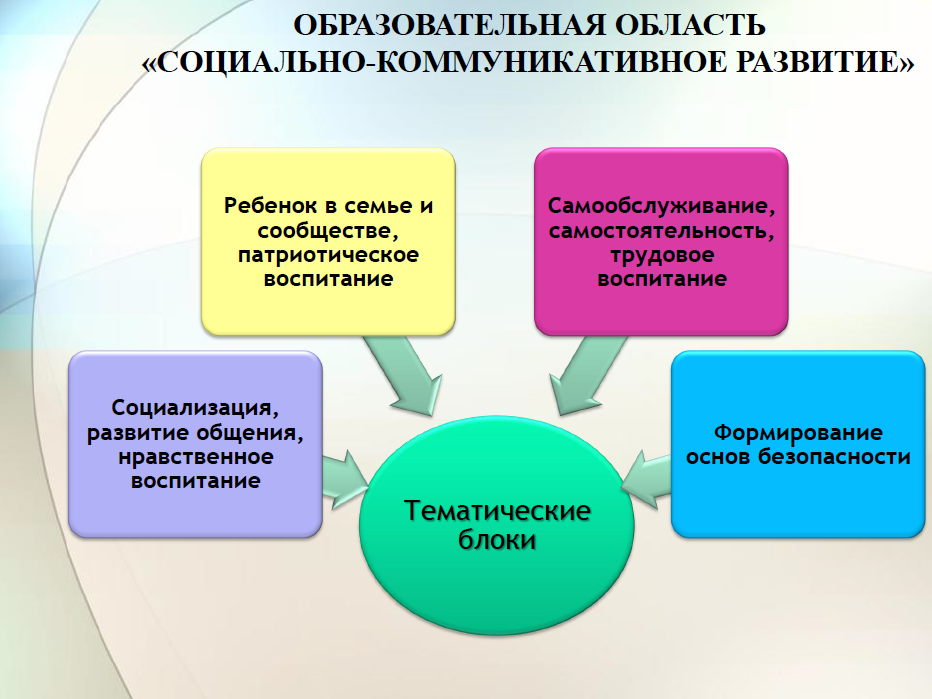 ОБРАЗОВАТЕЛЬНАЯ ОБЛАСТЬ
«СОЦИАЛЬНО-КОММУНИКАТИВНОЕ РАЗВИТИЕ»
Ребенок в семье и
сообществе,
патриотическое
воспитание
Самообслуживание,
самостоятельность,
трудовое
воспитание
Социализация,
развитие общения,
нравственное
воспитание
Формирование
основ безопасности
Тематические
блоки